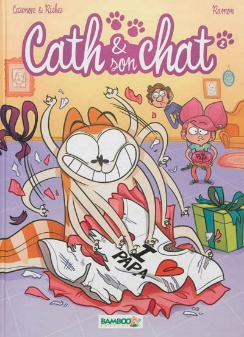 Cazenove & Richez
Ramon
Cath &
son
chat
2
I
PAPA
BAMBOO